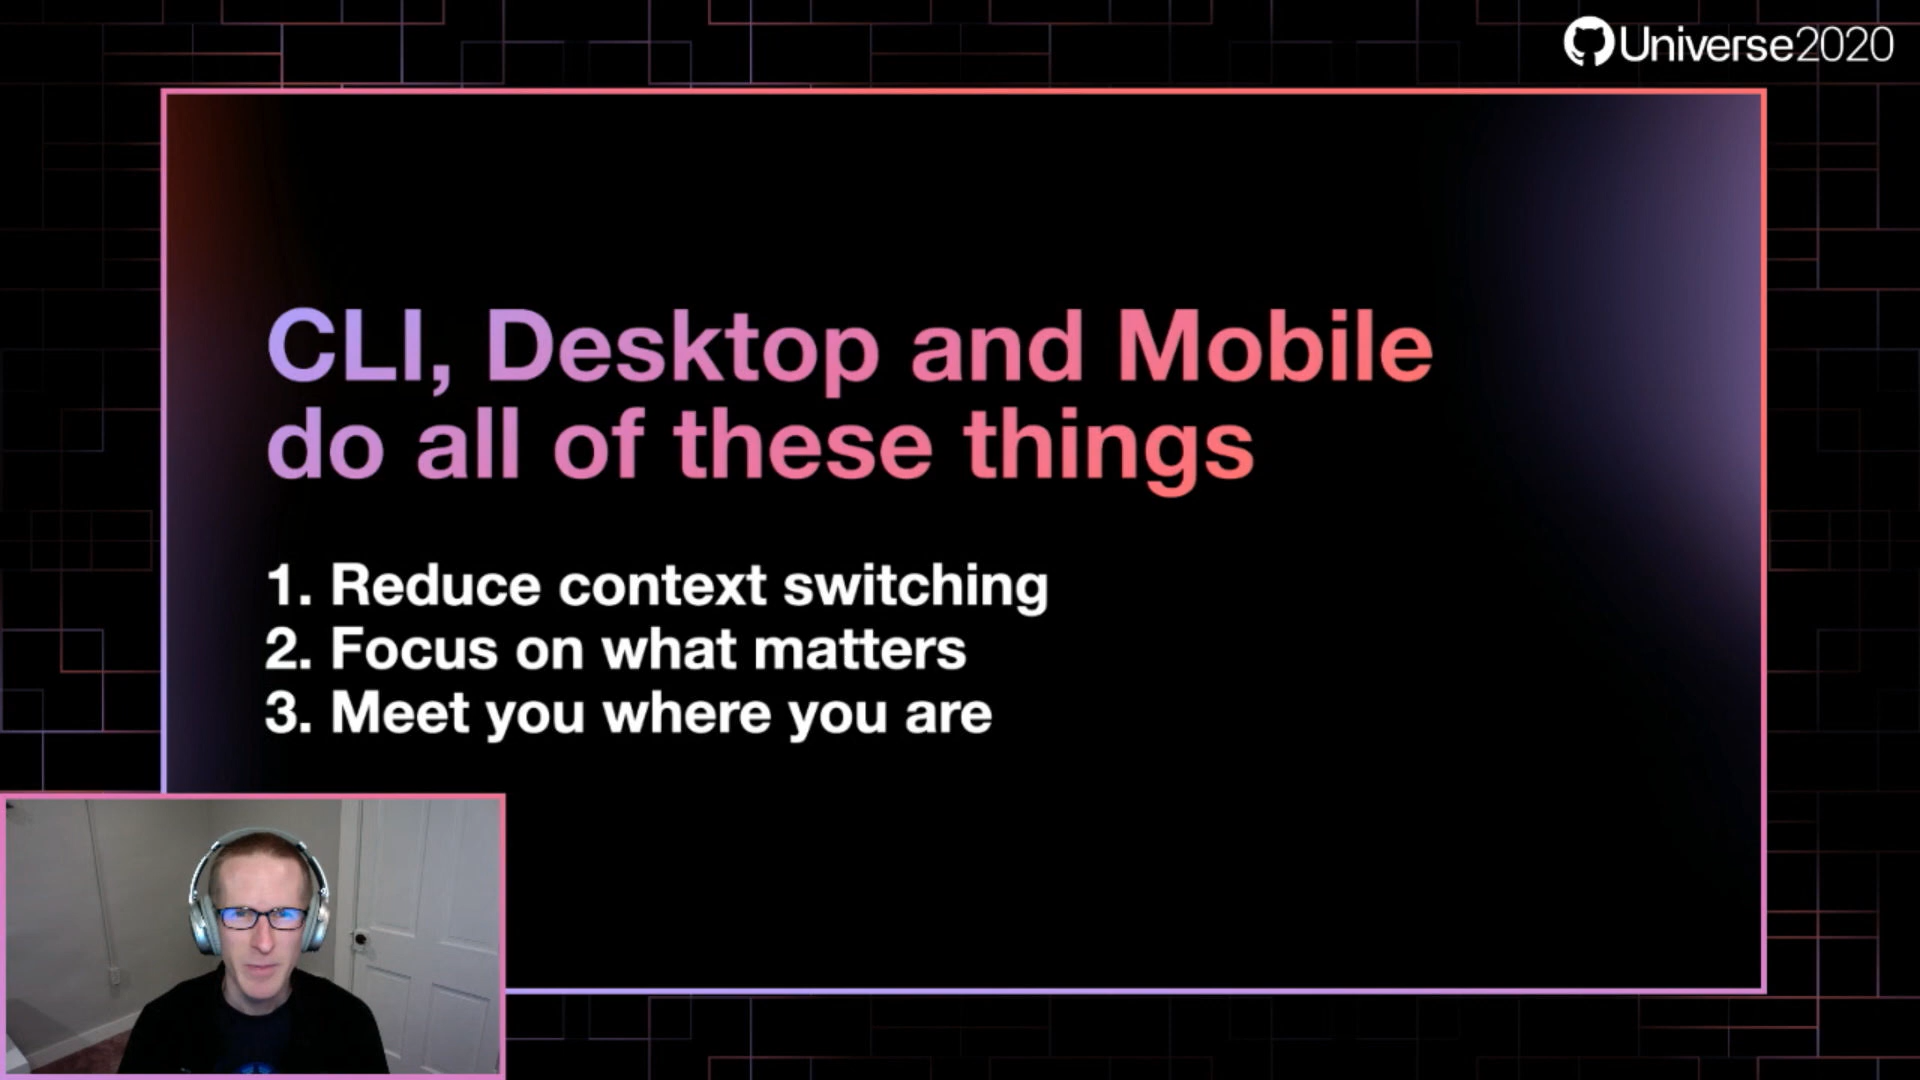 Universe2020
CLI, Desktop and Mobile
do all of these things
1. Reduce context switching
2. Focus on what matters
3. Meet you where you are